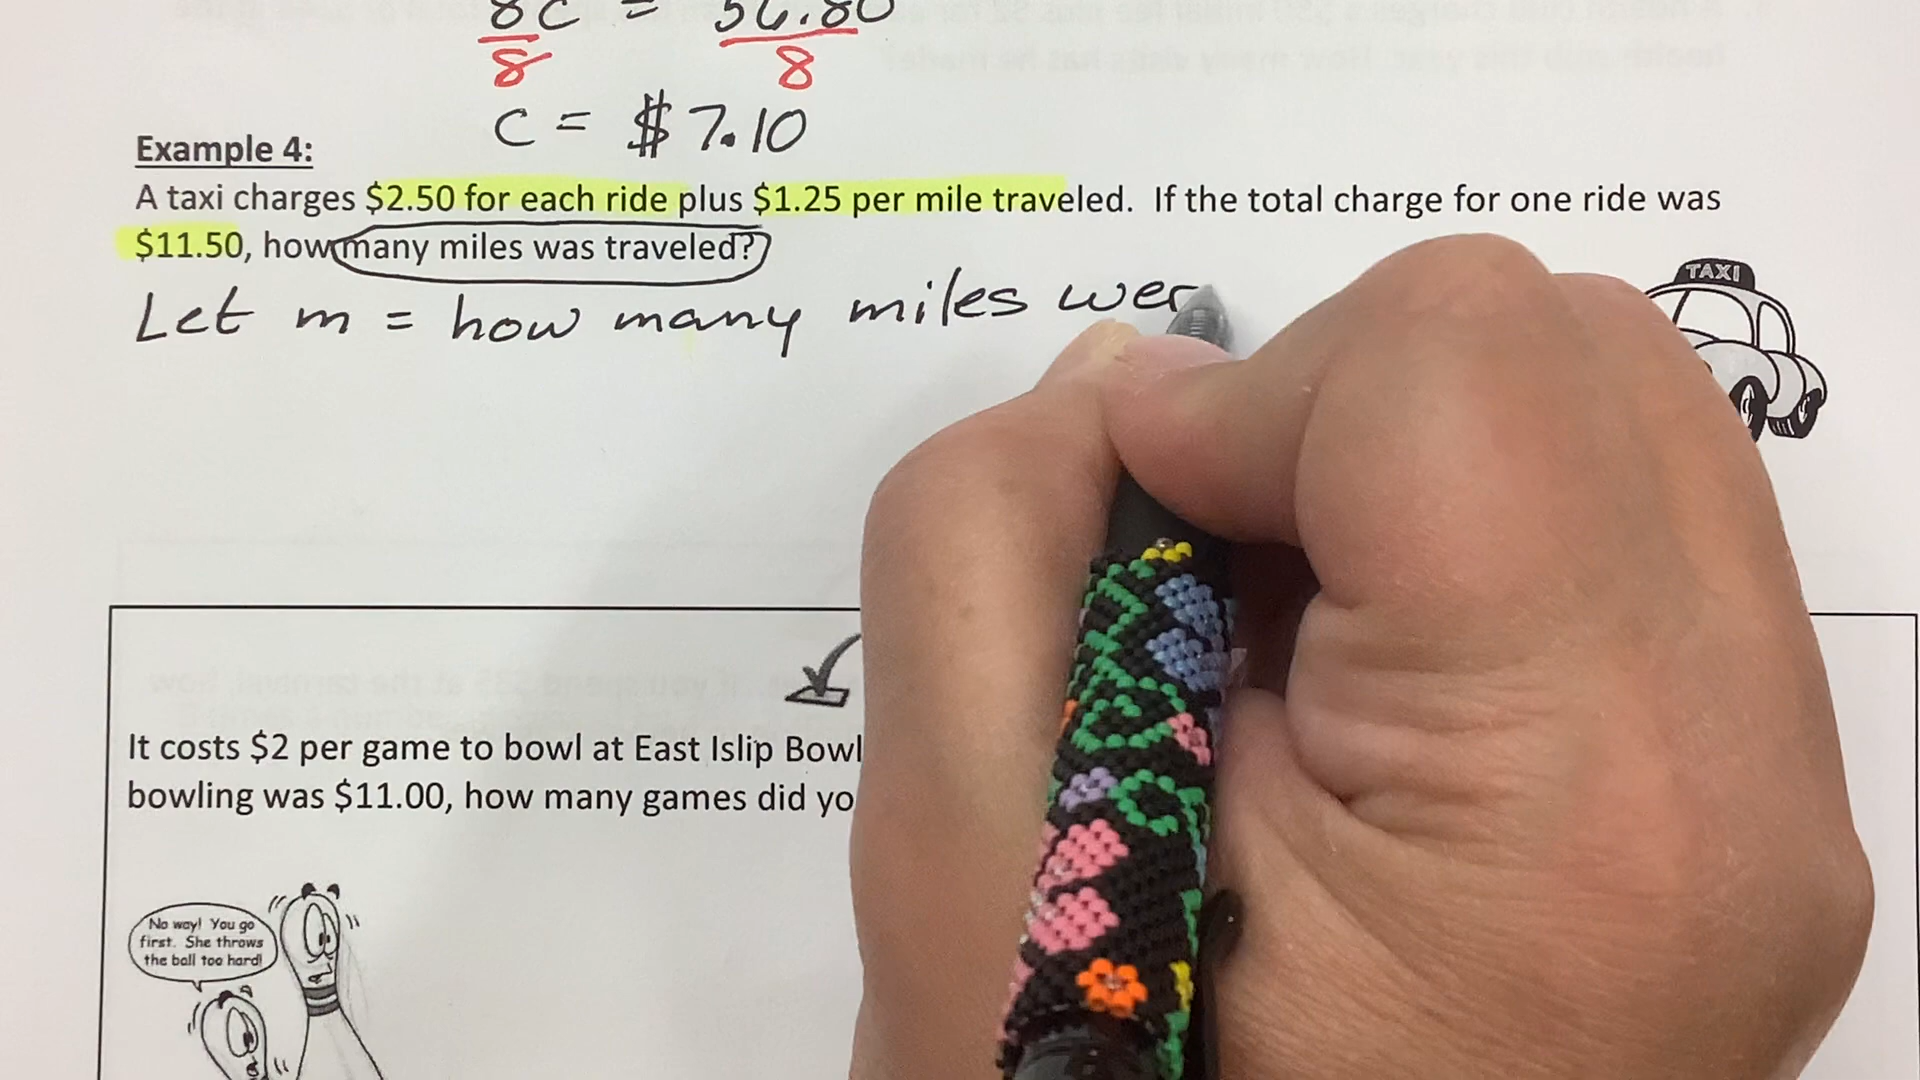 8c = 56.80
8 8
c = $7.10
Example 4:
A taxi charges $2.50 for each ride plus $1.25 per mile traveled. If the total charge for one ride was
$11.50, how many miles was traveled?
Let m = how many miles wer
TAXI
It costs $2 per game to bowl at East Islip Bowl
bowling was $11.00, how many games did yo
No way! You go
first. She throws
the ball too hard!